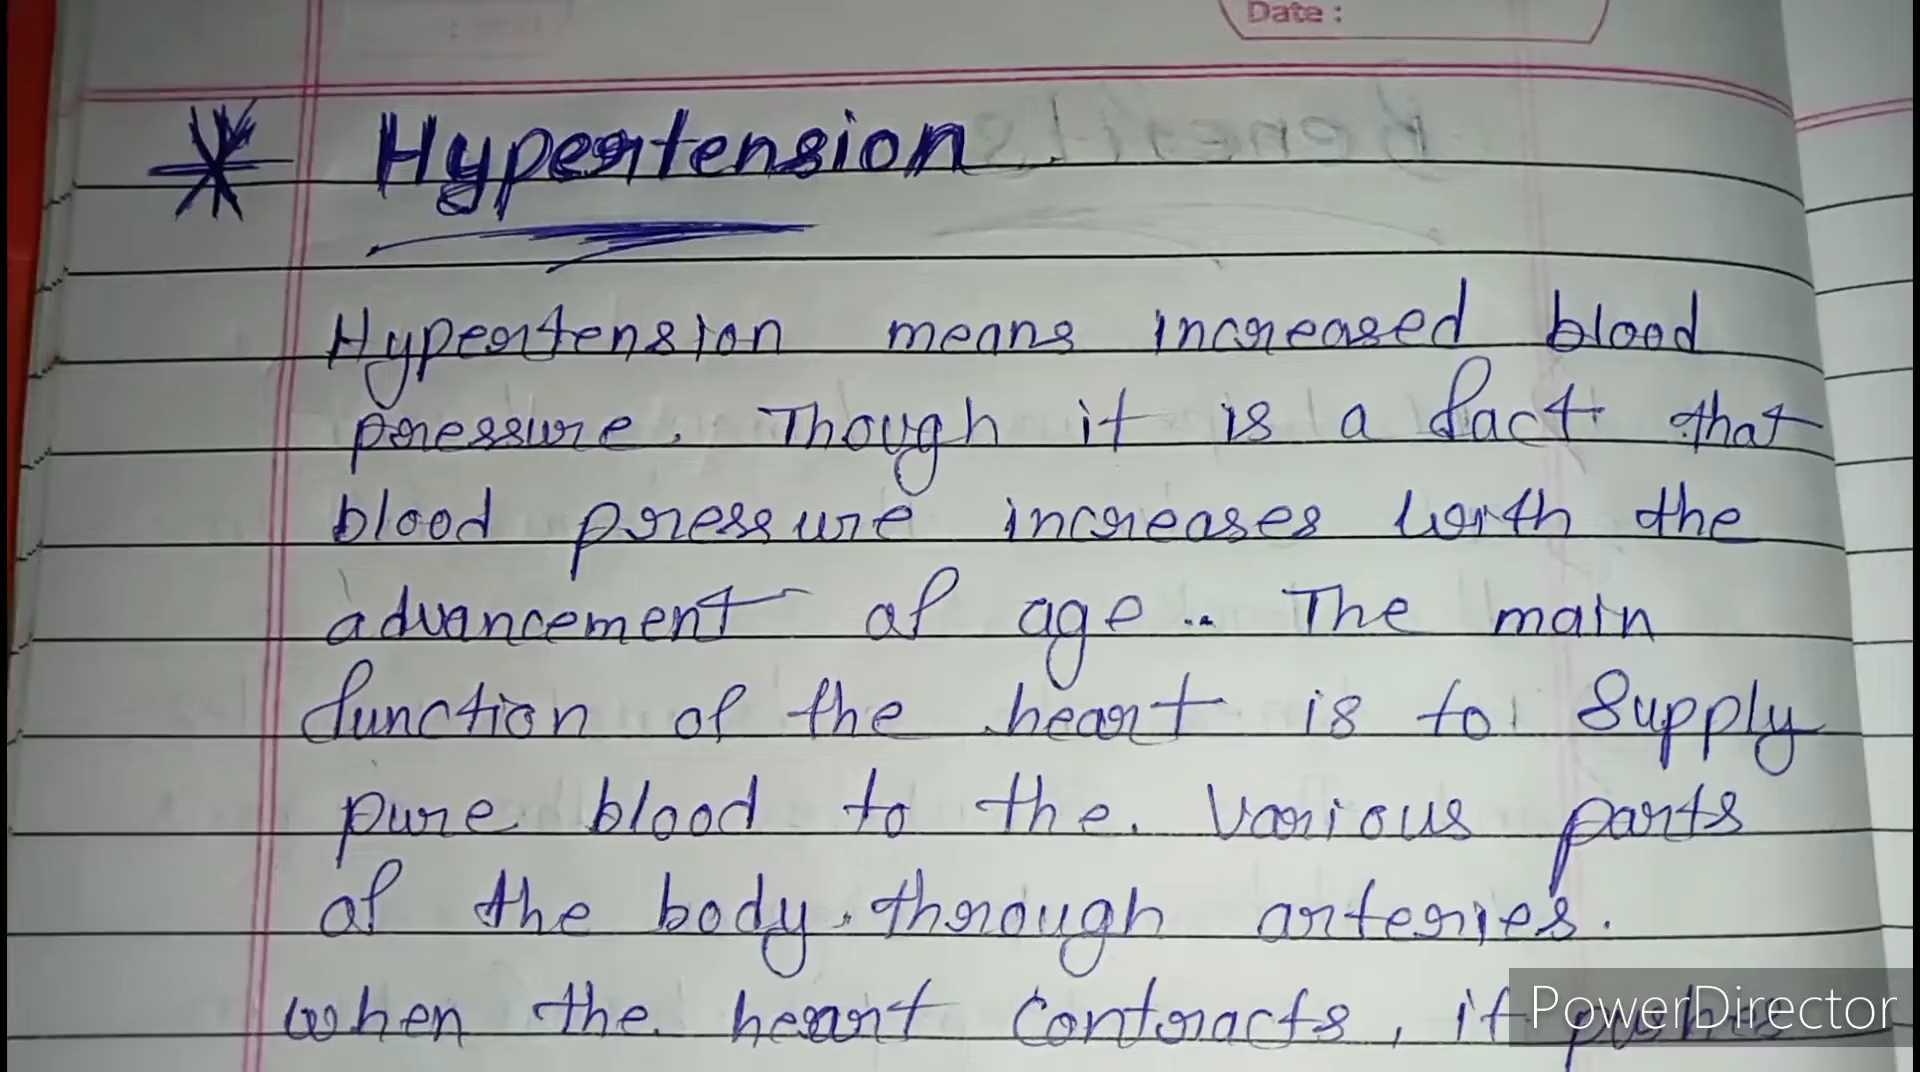 Date :
* Hypertension
Hypertension means increased blood
pressure. Though it is a fact that
blood pressure increases with the
advancement of age.. The main
function of the heart is to supply
pure blood to the various parts
of the body through arteries.
when the heart contracts, it pushes
PowerDirector